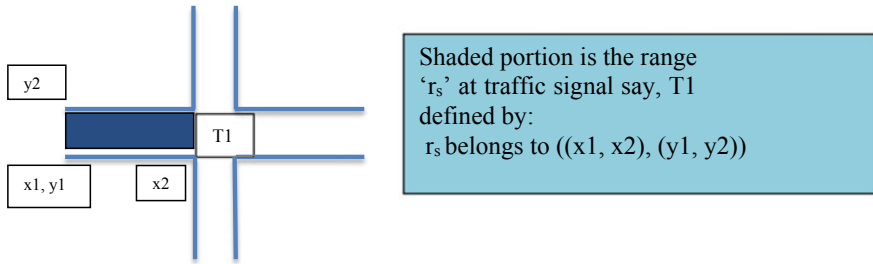 y2
T1
x1, y1
x2
Shaded portion is the range
‘rs’ at traffic signal say, T1
defined by:
rs belongs to ((x1, x2), (y1, y2))